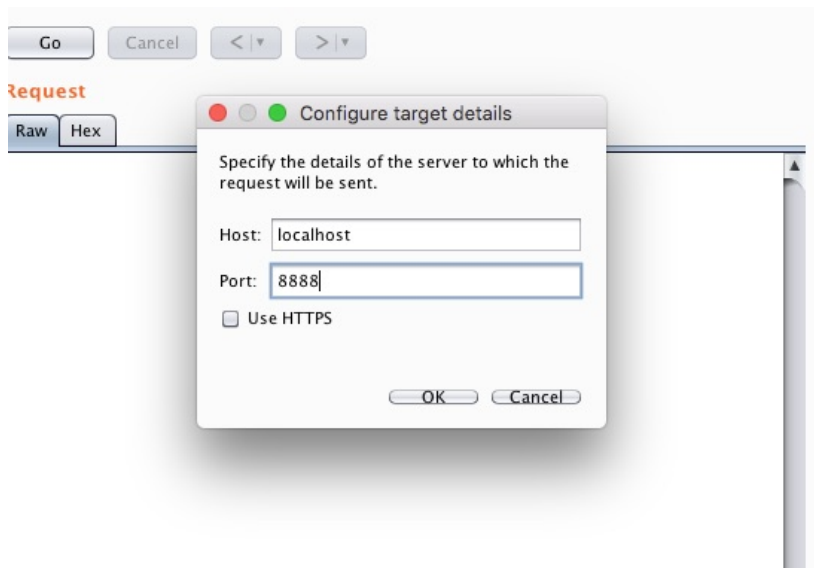 Go Cancel < >
Request
Raw Hex
Configure target details
Specify the details of the server to which the
request will be sent.
Host: localhost
Port: 8888
Use HTTPS
OK Cancel